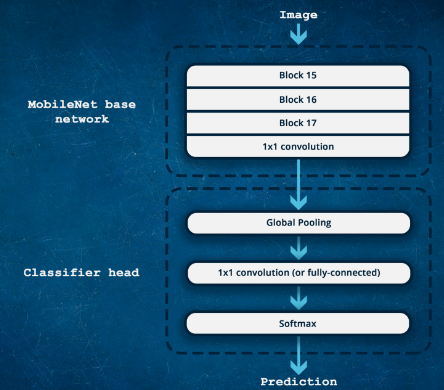 Image
MobileNet base
network
Block 15
Block 16
Block 17
1x1 convolution
Classifier head
Global Pooling
1x1 convolution (or fully-connected)
Softmax
Prediction